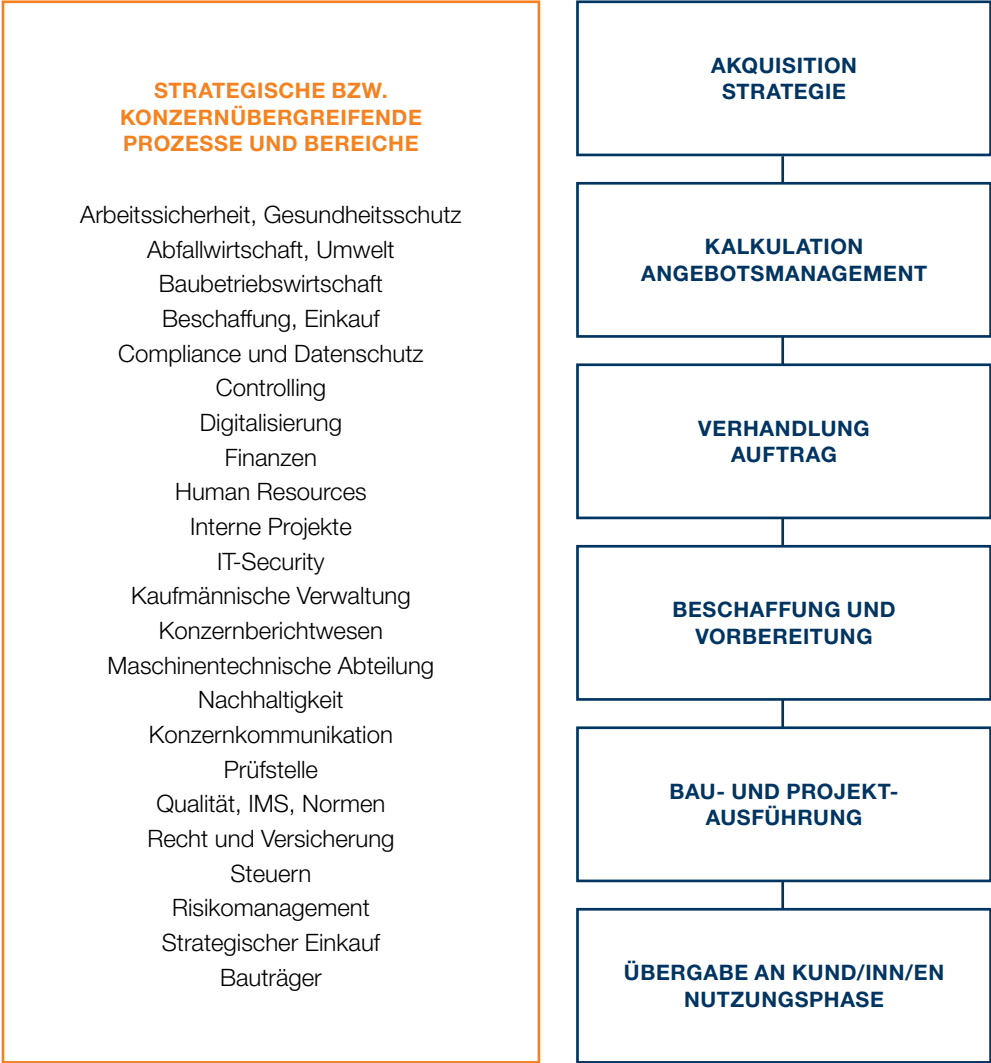 STRATEGISCHE BZW.
KONZERNÜBERGREIFENDE
PROZESSE UND BEREICHE
Arbeitssicherheit, Gesundheitsschutz
Abfallwirtschaft, Umwelt
Baubetriebswirtschaft
Beschaffung, Einkauf
Compliance und Datenschutz
Controlling
Digitalisierung
Finanzen
Human Resources
Interne Projekte
IT-Security
Kaufmännische Verwaltung
Konzernberichtwesen
Maschinentechnische Abteilung
Nachhaltigkeit
Konzernkommunikation
Prüfstelle
Qualität, IMS, Normen
Recht und Versicherung
Steuern
Risikomanagement
Strategischer Einkauf
Bauträger
AKQUISITION
STRATEGIE
KALKULATION
ANGEBOTSMANAGEMENT
VERHANDLUNG
AUFTRAG
BESCHAFFUNG UND
VORBEREITUNG
BAU- UND PROJEKT-
AUSFÜHRUNG
ÜBERGABE AN KUND/INN/EN
NUTZUNGSPHASE